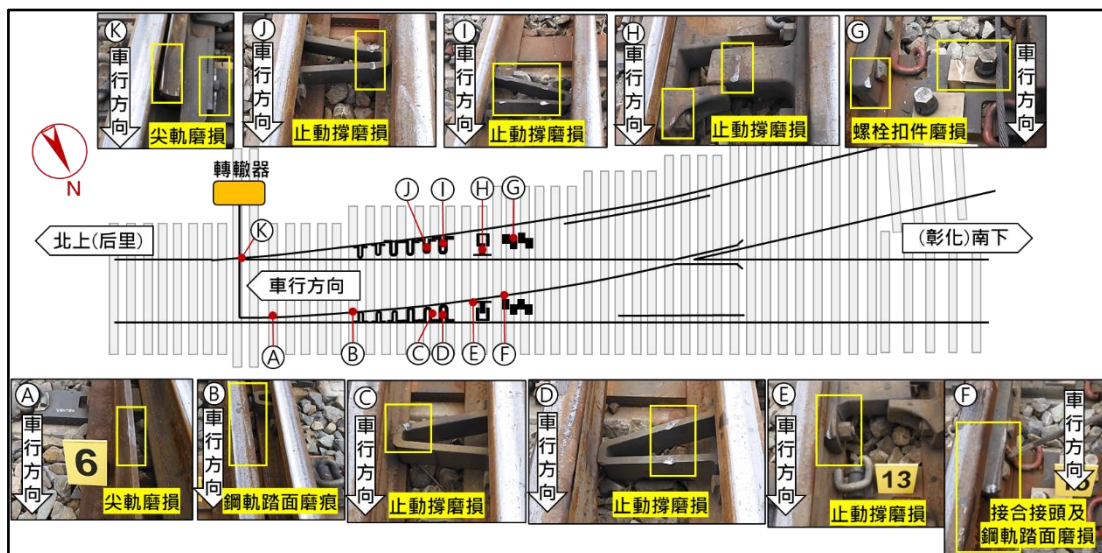 Ⓚ
車行方向
尖軌磨損
Ⓙ
車行方向
止動撐磨損
Ⓘ
車行方向
止動撐磨損
Ⓗ
車行方向
止動撐磨損
Ⓖ
車行方向
螺栓扣件磨損
N
轉轍器
北上(后里)
(彰化)南下
車行方向
Ⓚ
Ⓙ
Ⓘ
Ⓗ
Ⓖ
Ⓐ
Ⓑ
Ⓒ
Ⓓ
Ⓔ
Ⓕ
Ⓐ
車行方向
6
尖軌磨損
Ⓑ
車行方向
鋼軌踏面磨痕
Ⓒ
車行方向
止動撐磨損
Ⓓ
車行方向
止動撐磨損
Ⓔ
車行方向
13
止動撐磨損
Ⓕ
車行方向
接合接頭及
鋼軌踏面磨損